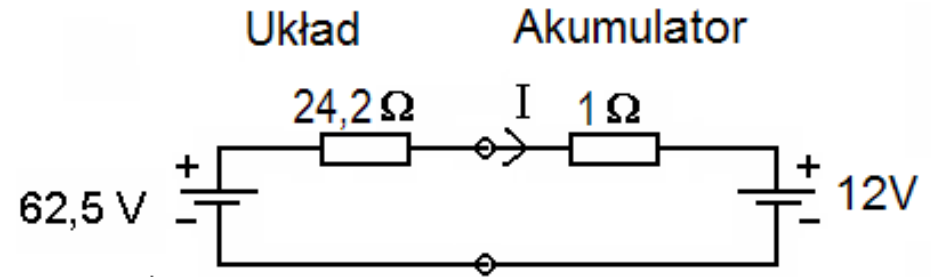 Układ Akumulator
24,2 Ω I 1 Ω
+ +
62,5 V 12V
− −